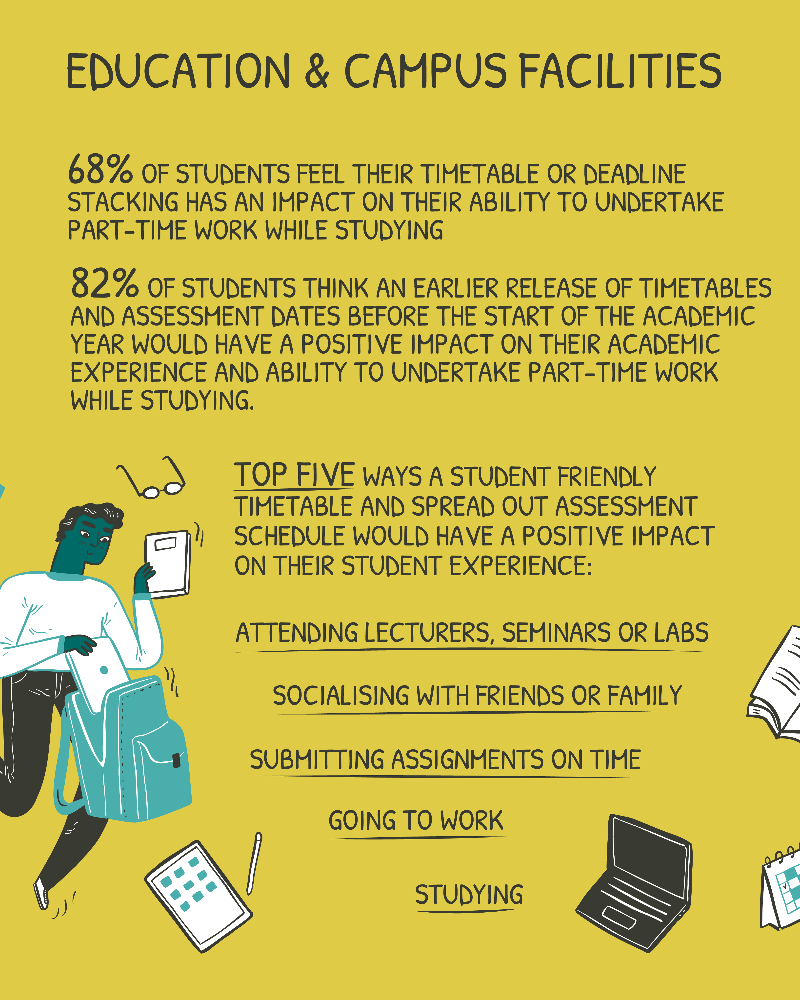 EDUCATION & CAMPUS FACILITIES
68% OF STUDENTS FEEL THEIR TIMETABLE OR DEADLINE
STACKING HAS AN IMPACT ON THEIR ABILITY TO UNDERTAKE
PART-TIME WORK WHILE STUDYING
82% OF STUDENTS THINK AN EARLIER RELEASE OF TIMETABLES
AND ASSESSMENT DATES BEFORE THE START OF THE ACADEMIC
YEAR WOULD HAVE A POSITIVE IMPACT ON THEIR ACADEMIC
EXPERIENCE AND ABILITY TO UNDERTAKE PART-TIME WORK
WHILE STUDYING.
TOP FIVE WAYS A STUDENT FRIENDLY
TIMETABLE AND SPREAD OUT ASSESSMENT
SCHEDULE WOULD HAVE A POSITIVE IMPACT
ON THEIR STUDENT EXPERIENCE:
ATTENDING LECTURERS, SEMINARS OR LABS
SOCIALISING WITH FRIENDS OR FAMILY
SUBMITTING ASSIGNMENTS ON TIME
GOING TO WORK
STUDYING